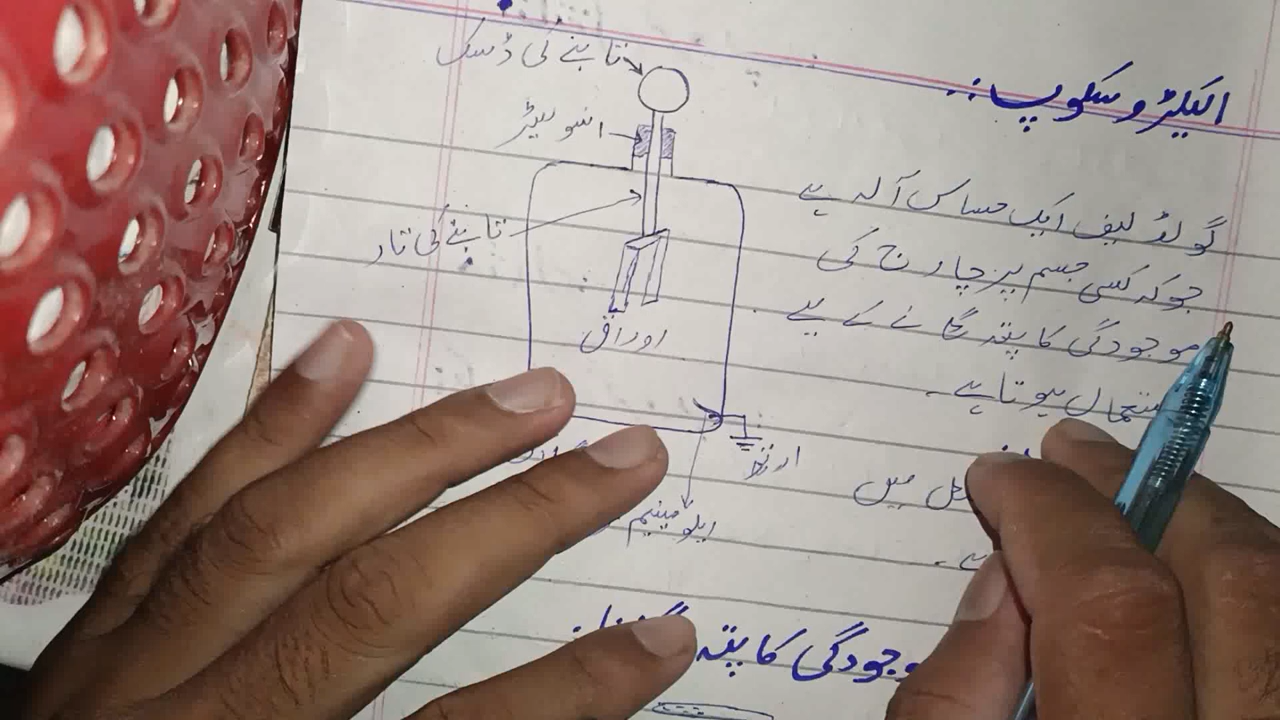 الیکٹروسکوپ:۔
گولڈ لیف ایک حساس آلہ ہے
جو کہ کسی جسم پر چارج کی
موجودگی کا پتہ لگانے کے لیے
ہوتا ہے۔
میں
ہے۔
تانبے کی ڈسک
انسولیٹر
تانبے کی تار
اوراق
ارتھ
ایلومینیم
موجودگی کا پتہ